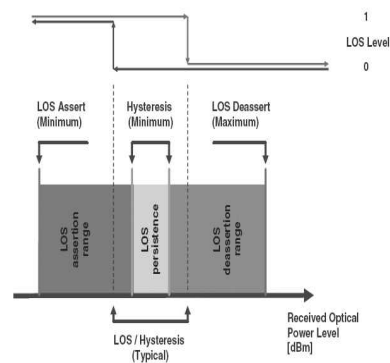 1
LOS Level
0
LOS Assert
(Minimum)
Hysteresis
(Minimum)
LOS Deassert
(Maximum)
LOS
assertion
range
LOS
persistence
LOS
deassertion
range
Received Optical
Power Level
[dBm]
LOS / Hysteresis
(Typical)